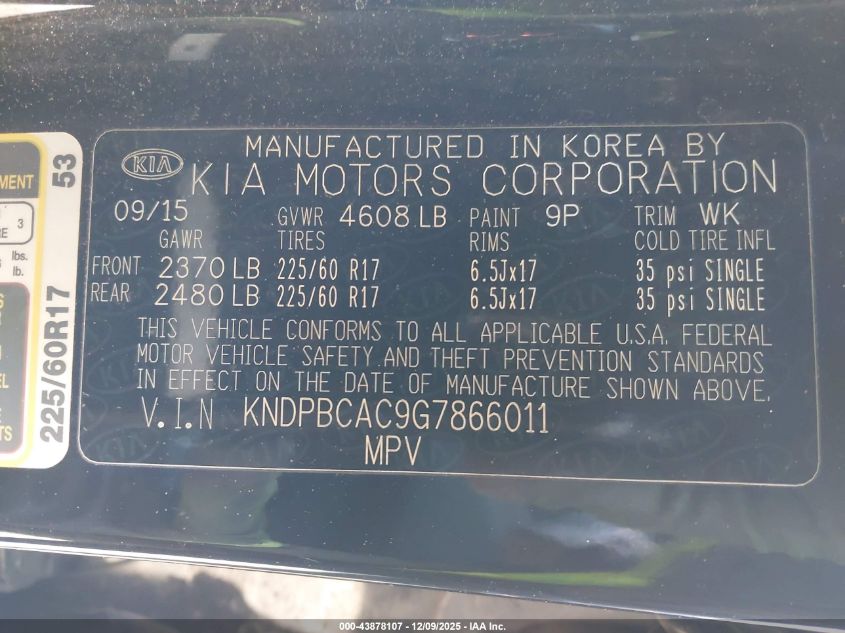 MANUFACTURED IN KOREA BY
KIA KIA MOTORS CORPORATION
09/15 GVWR 4608 LB PAINT 9P TRIM WK
GAWR TIRES RIMS COLD TIRE INFL
FRONT 2370 LB 225/60 R17 6.5Jx17 35 psi SINGLE
REAR 2480 LB 225/60 R17 6.5Jx17 35 psi SINGLE
THIS VEHICLE CONFORMS TO ALL APPLICABLE U.S.A. FEDERAL
MOTOR VEHICLE SAFETY AND THEFT PREVENTION STANDARDS
IN EFFECT ON THE DATE OF MANUFACTURE SHOWN ABOVE.
V.I.N KNDPBCAC9G7866011
MPV
53
225/60R17
3
lbs.
lb.
000-43878107 - 12/09/2025 - IAA Inc.